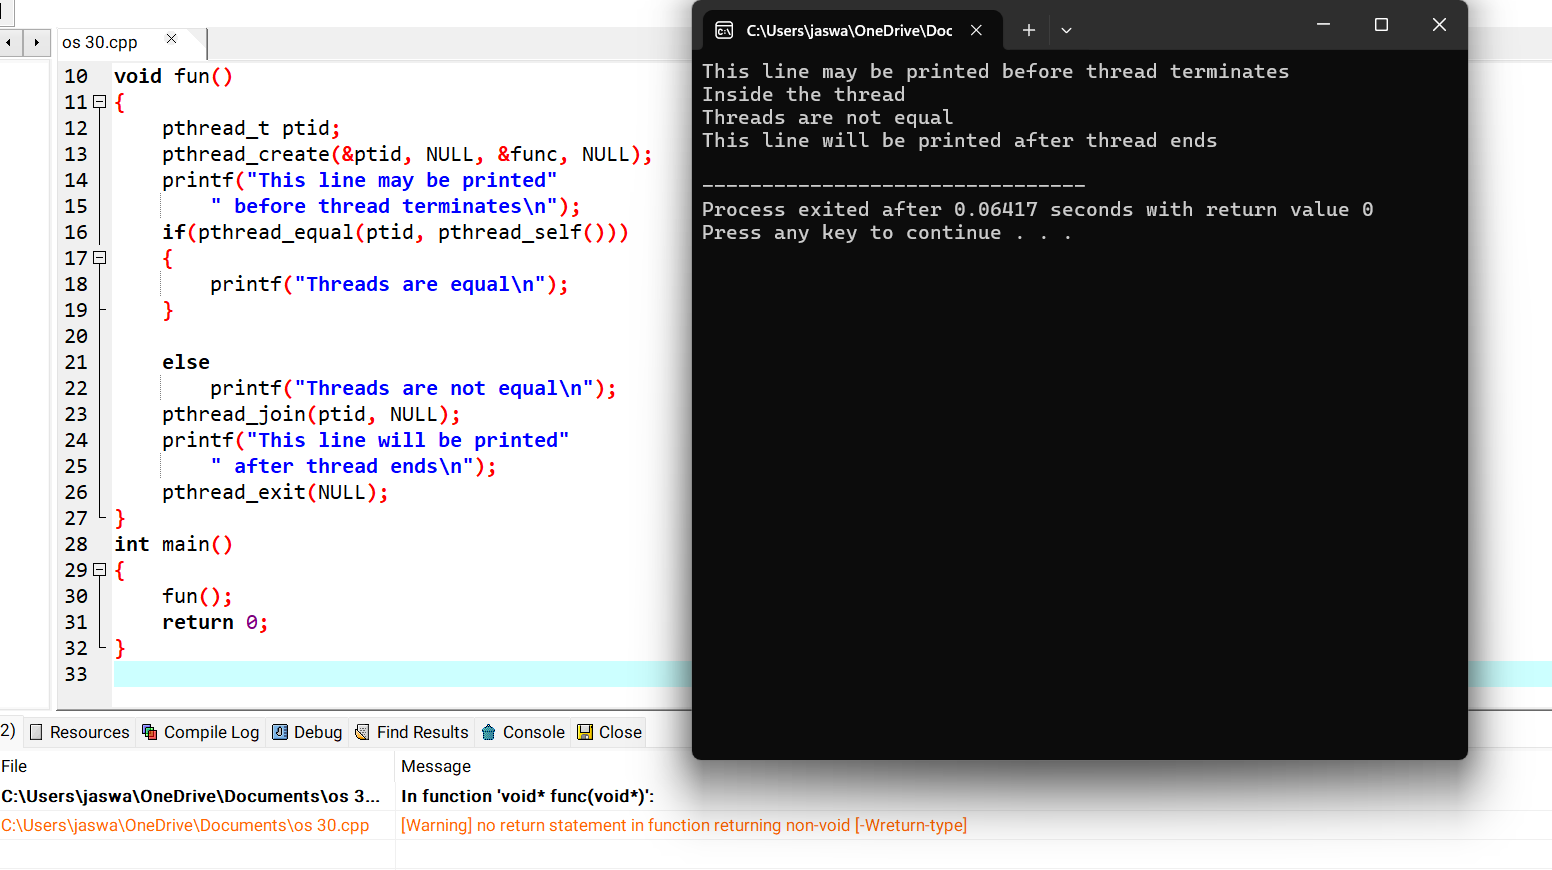 os 30.cpp
10 void fun()
11 {
12 pthread_t ptid;
13 pthread_create(&ptid, NULL, &func, NULL);
14 printf("This line may be printed"
15 " before thread terminates\n");
16 if(pthread_equal(ptid, pthread_self()))
17 {
18 printf("Threads are equal\n");
19 }
20
21 else
22 printf("Threads are not equal\n");
23 pthread_join(ptid, NULL);
24 printf("This line will be printed"
25 " after thread ends\n");
26 pthread_exit(NULL);
27 }
28 int main()
29 {
30 fun();
31 return 0;
32 }
33
C:\Users\jaswa\OneDrive\Doc
This line may be printed before thread terminates
Inside the thread
Threads are not equal
This line will be printed after thread ends
--------------------------------
Process exited after 0.06417 seconds with return value 0
Press any key to continue . . .
2) Resources Compile Log Debug Find Results Console Close
File Message
C:\Users\jaswa\OneDrive\Documents\os 3... In function 'void* func(void*)':
C:\Users\jaswa\OneDrive\Documents\os 30.cpp [Warning] no return statement in function returning non-void [-Wreturn-type]